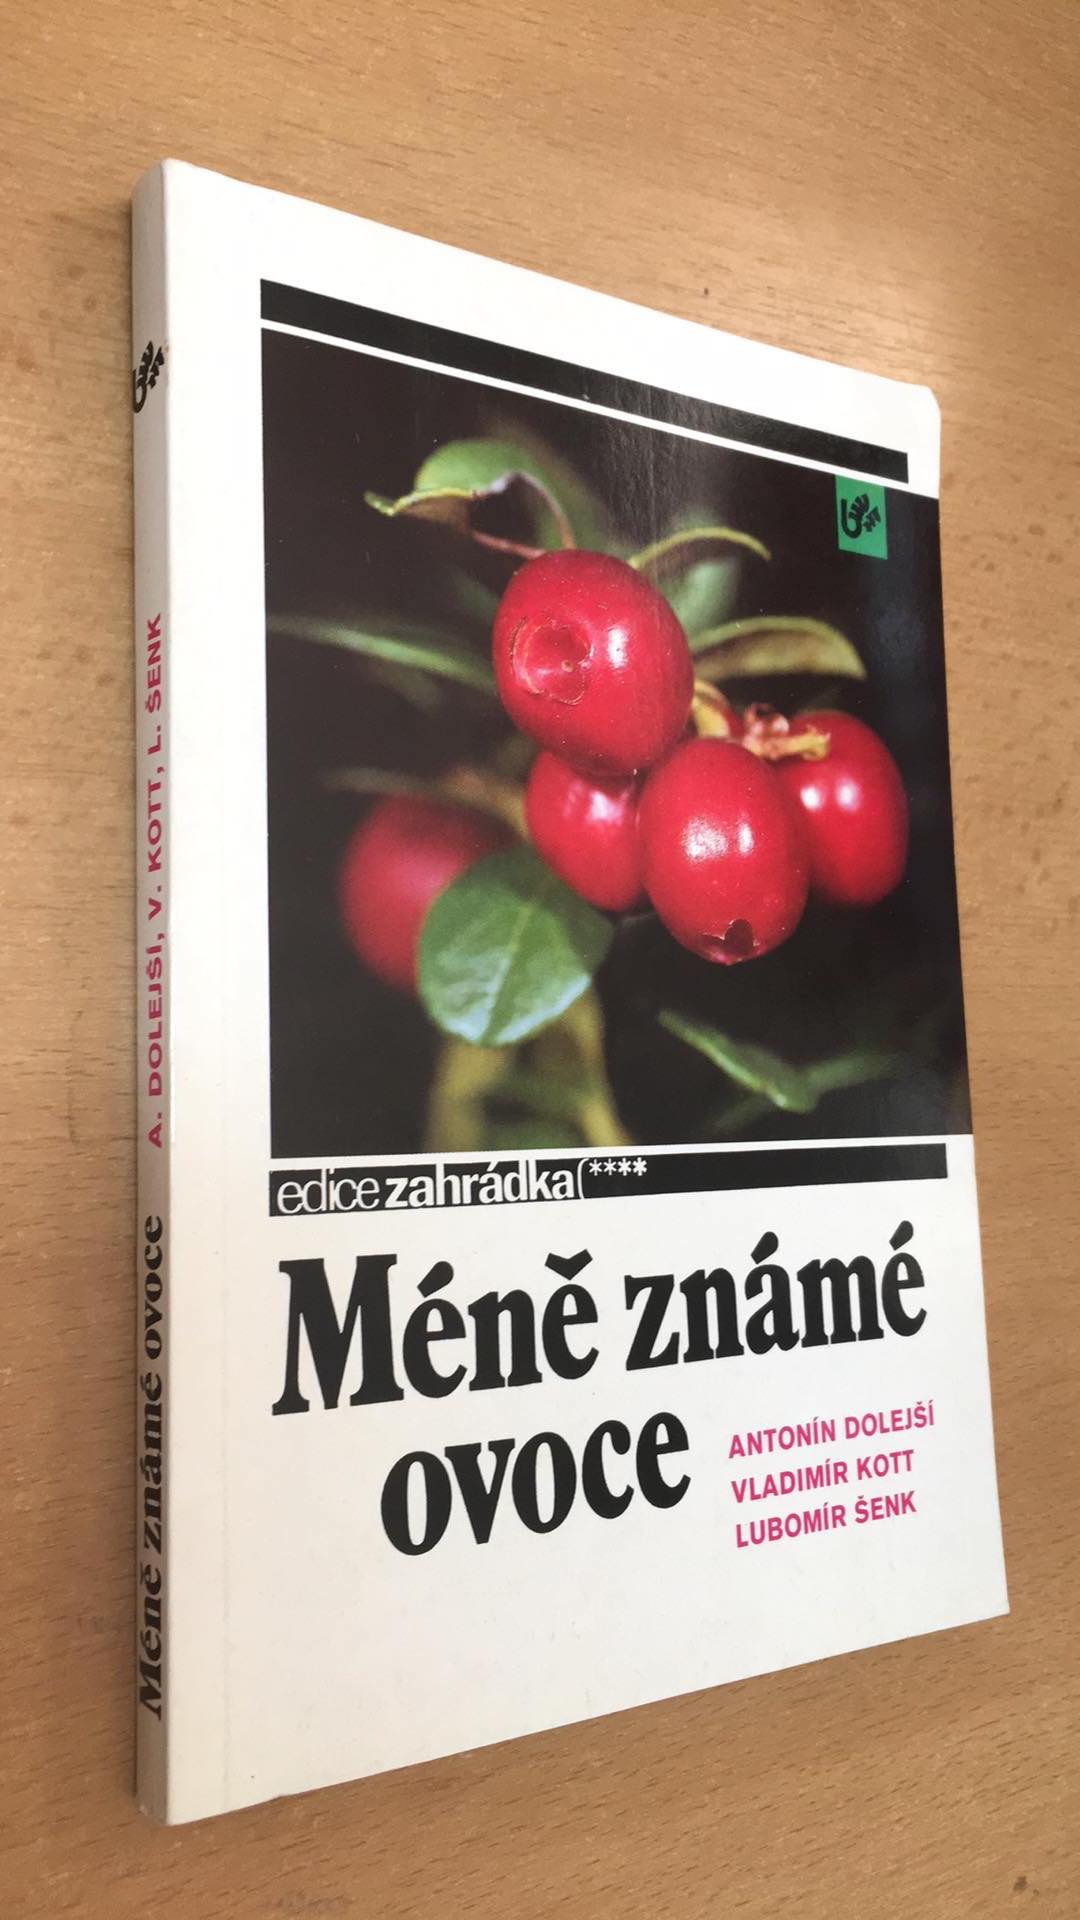 A. DOLEJŠÍ, V. KOTT, L. ŠENK
Méně známé ovoce
edice zahrádka(****
Méně známé
ovoce
ANTONÍN DOLEJŠÍ
VLADIMÍR KOTT
LUBOMÍR ŠENK